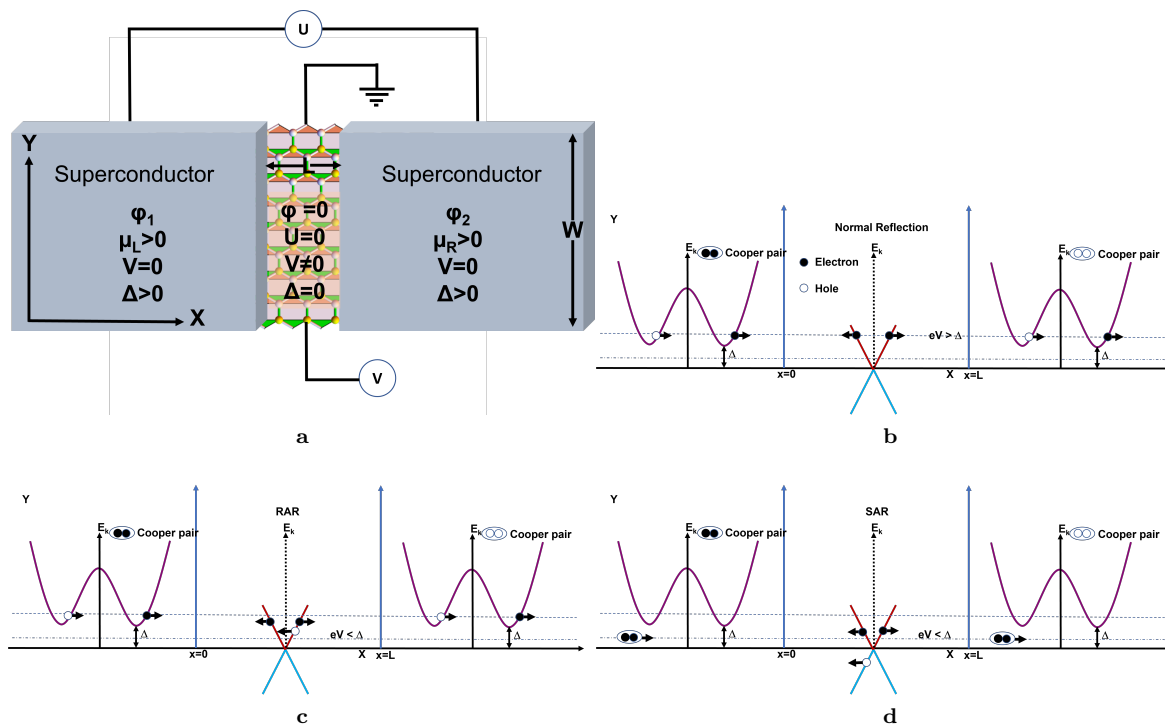 U
Y
L
Superconductor
Superconductor
φ1
φ =0
φ2
μL>0
U=0
μR>0
W
V=0
V≠0
V=0
Δ>0
Δ=0
Δ>0
X
V
a
Y
Normal Reflection
Ek
Cooper pair
Ek
Ek
Cooper pair
Electron
Hole
eV > Δ
Δ
Δ
x=0
X
x=L
b
Y
RAR
Ek
Cooper pair
Ek
Ek
Cooper pair
Δ
eV < Δ
Δ
x=0
X
x=L
c
Y
SAR
Ek
Cooper pair
Ek
Ek
Cooper pair
Δ
eV < Δ
Δ
x=0
X
x=L
d